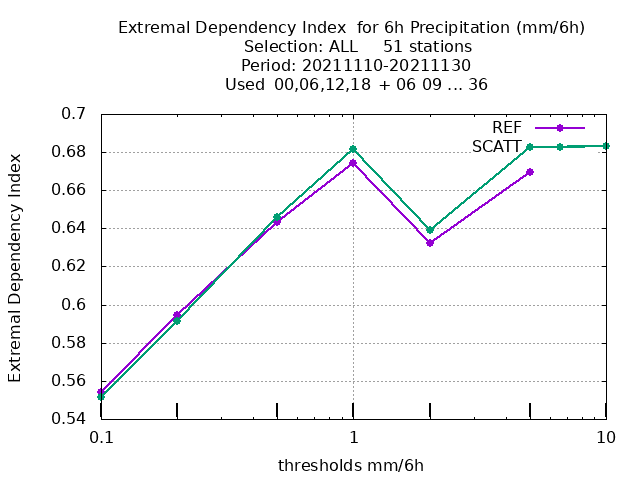 Extremal Dependency Index  for 6h Precipitation (mm/6h)
Selection: ALL     51 stations
Period: 20211110-20211130
Used  00,06,12,18  + 06 09 ... 36
Extremal Dependency Index
0.7
0.68
0.66
0.64
0.62
0.6
0.58
0.56
0.54
REF
SCATT
0.1
1
10
thresholds mm/6h